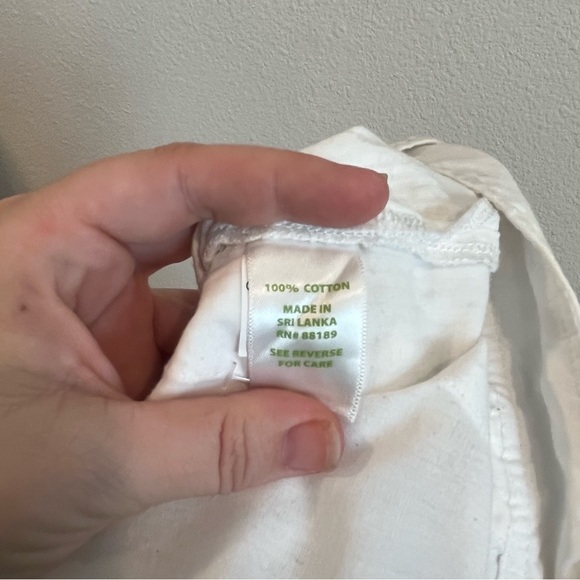 100% COTTON
MADE IN
SRI LANKA
RN# 88189
SEE REVERSE
FOR CARE